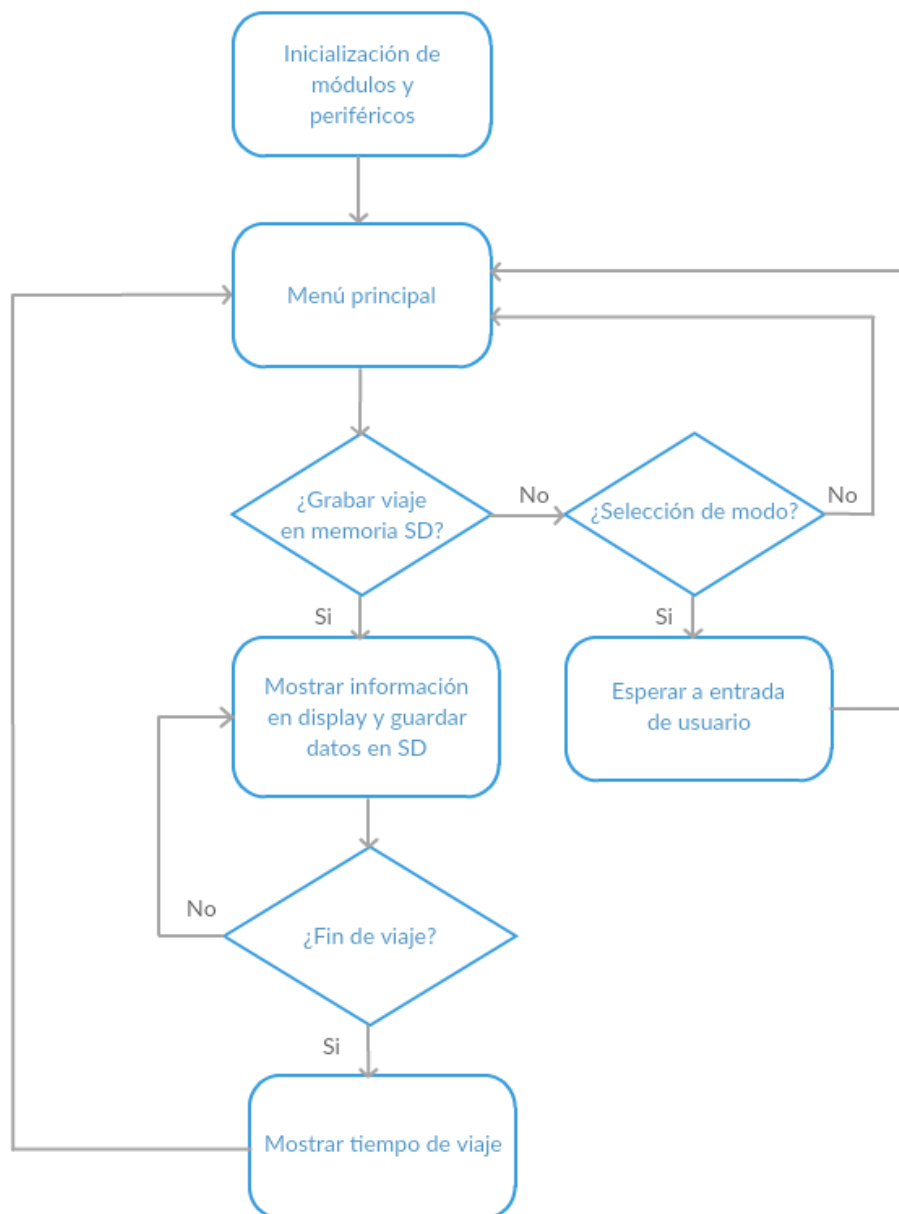 Inicialización de
módulos y
periféricos
Menú principal
¿Grabar viaje
en memoria SD?
No
¿Selección de modo?
No
Si
Si
Mostrar información
en display y guardar
datos en SD
Esperar a entrada
de usuario
No
¿Fin de viaje?
Si
Mostrar tiempo de viaje